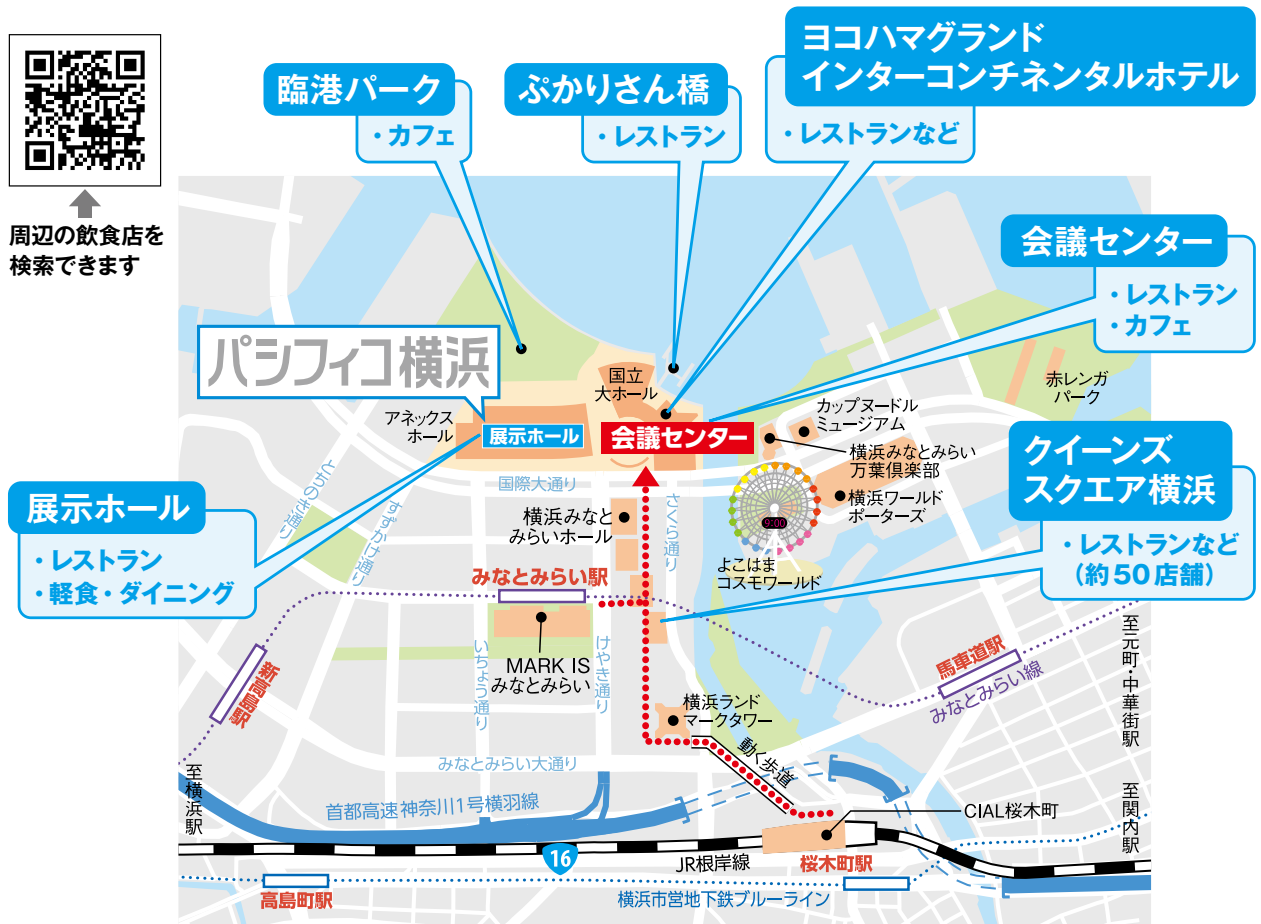 ヨコハマグランド
インターコンチネンタルホテル
・レストランなど
臨港パーク
・カフェ
ぷかりさん橋
・レストラン
周辺の飲食店を
検索できます
会議センター
・レストラン
・カフェ
パシフィコ横浜
国立
大ホール
赤レンガ
パーク
アネックス
ホール
展示ホール
会議センター
カップヌードル
ミュージアム
横浜みなとみらい
万葉倶楽部
クイーンズ
スクエア横浜
・レストランなど
(約50店舗)
展示ホール
・レストラン
・軽食・ダイニング
とちのき通り
すずかけ通り
国際大通り
さくら通り
横浜みなと
みらいホール
横浜ワールド
ポーターズ
9:00
よこはま
コスモワールド
みなとみらい駅
MARK IS
みなとみらい
いちょう通り
けやき通り
新高島駅
馬車道駅
みなとみらい線
至元町・中華街駅
横浜ランド
マークタワー
動く歩道
みなとみらい大通り
至横浜駅
首都高速神奈川1号横羽線
CIAL桜木町
至関内駅
16
JR根岸線
桜木町駅
高島町駅
横浜市営地下鉄ブルーライン